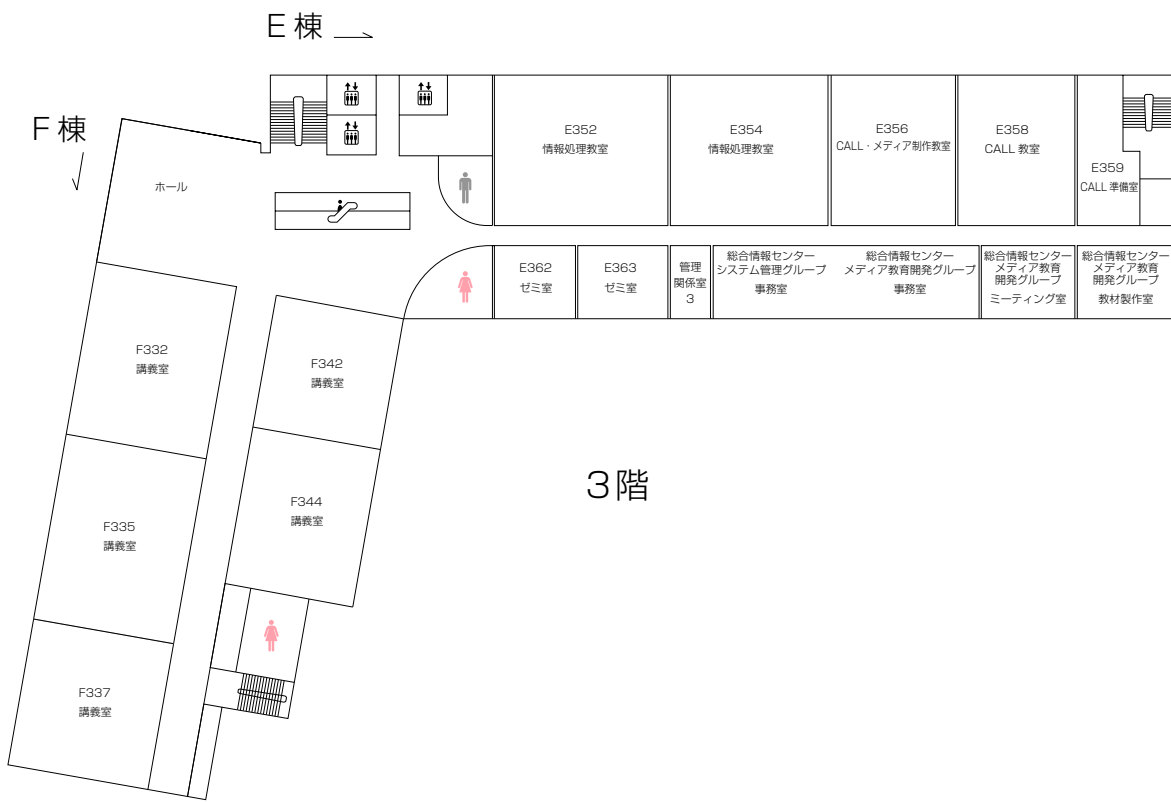 E棟
F棟
ホール
E352
情報処理教室
E354
情報処理教室
E356
CALL・メディア制作教室
E358
CALL 教室
E359
CALL 準備室
E362
ゼミ室
E363
ゼミ室
管理
関係室
3
総合情報センター
システム管理グループ
事務室
総合情報センター
メディア教育開発グループ
事務室
総合情報センター
メディア教育
開発グループ
ミーティング室
総合情報センター
メディア教育
開発グループ
教材製作室
F332
講義室
F342
講義室
F335
講義室
F344
講義室
F337
講義室
3階